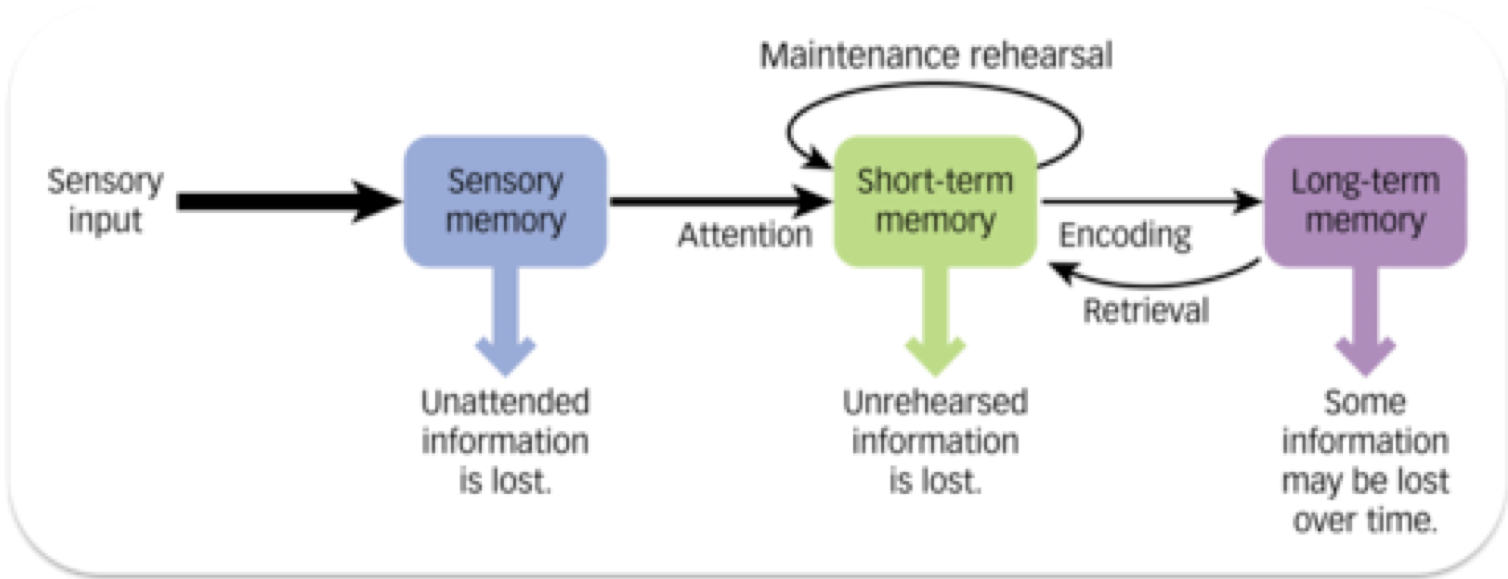 Maintenance rehearsal
Sensory
input
Sensory
memory
Attention
Short-term
memory
Encoding
Retrieval
Long-term
memory
Unattended
information
is lost.
Unrehearsed
information
is lost.
Some
information
may be lost
over time.